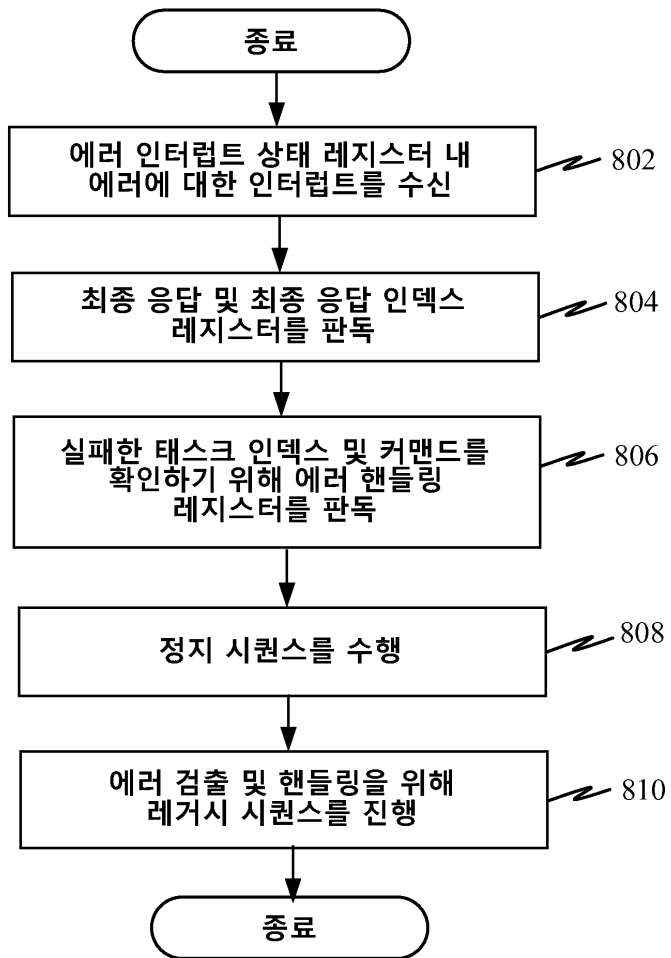 종료
에러 인터럽트 상태 레지스터 내
에러에 대한 인터럽트를 수신
802
최종 응답 및 최종 응답 인덱스
레지스터를 판독
804
실패한 태스크 인덱스 및 커맨드를
확인하기 위해 에러 핸들링
레지스터를 판독
806
정지 시퀀스를 수행
808
에러 검출 및 핸들링을 위해
레거시 시퀀스를 진행
810
종료